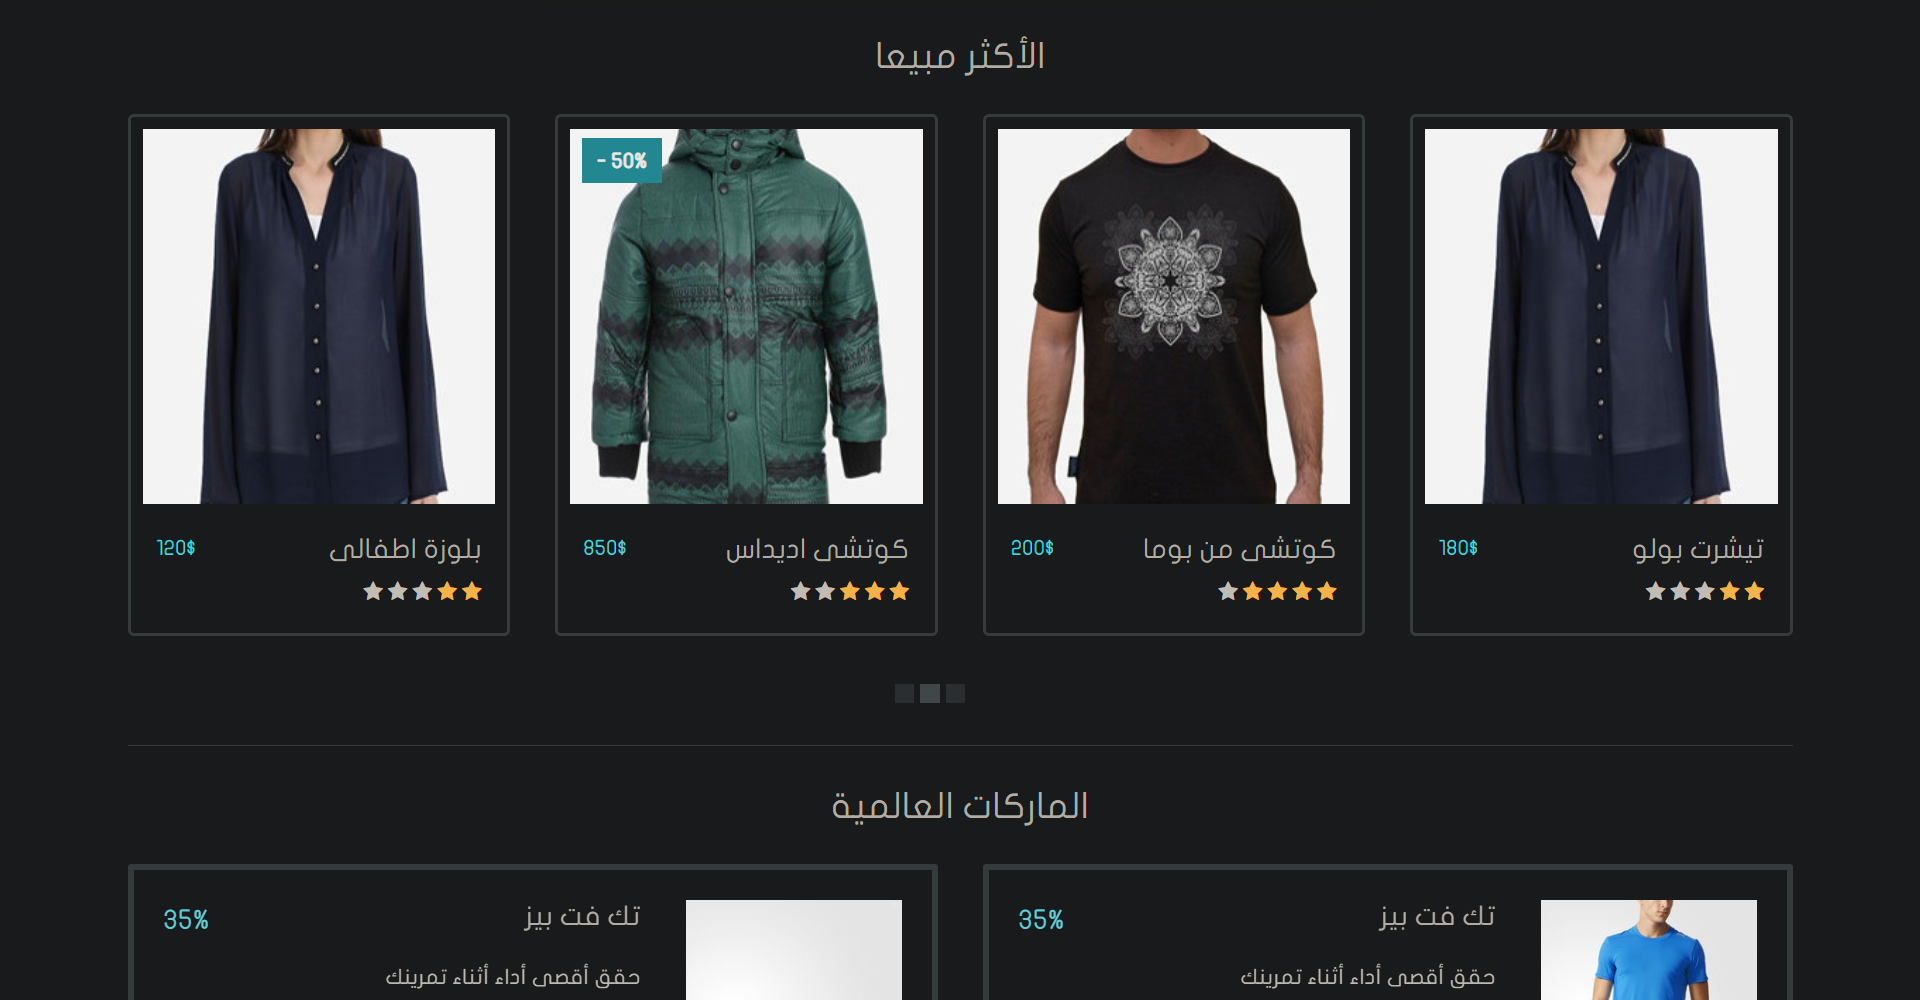 الأكثر مبيعا
تيشرت بولو
180$
كوتشى من بوما
200$
- 50%
كوتشى اديداس
850$
بلوزة اطفالى
120$
الماركات العالمية
تك فت بيز
35%
حقق أقصى أداء أثناء تمرينك
تك فت بيز
35%
حقق أقصى أداء أثناء تمرينك